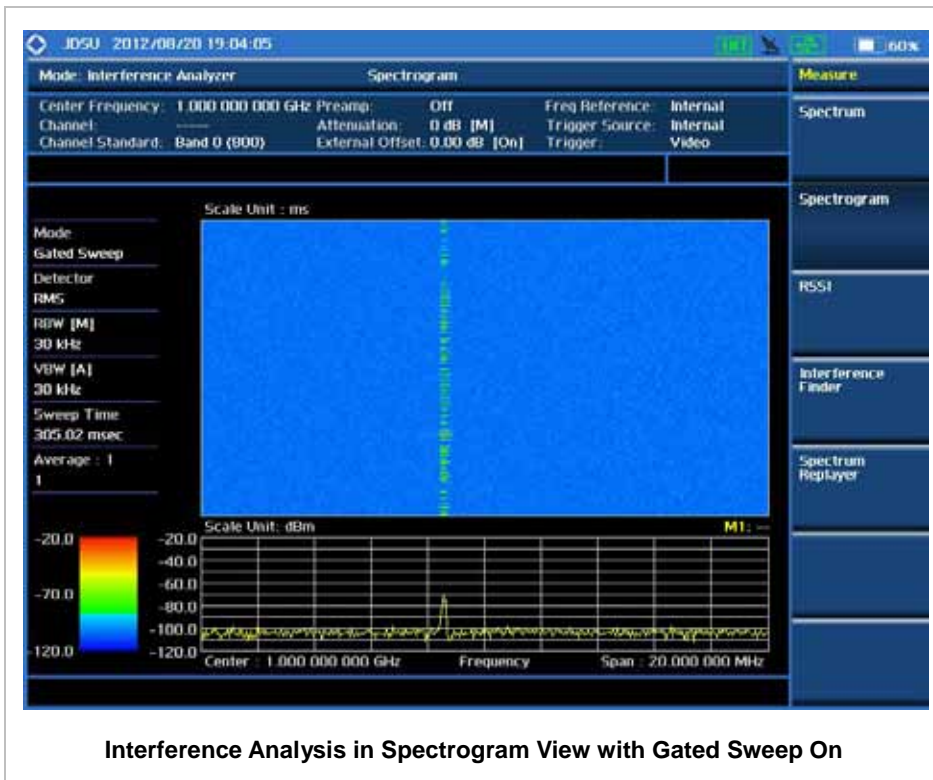 JDSU 2012/08/20 19:04:05
60%
Mode: Interference Analyzer Spectrogram
Center Frequency: 1.000 000 000 GHz Preamp: Off Freq Reference: Internal
Channel: ----- Attenuation: 0 dB [M] Trigger Source: Internal
Channel Standard: Band 0 (800) External Offset: 0.00 dB [On] Trigger: Video
Measure
Spectrum
Spectrogram
RSSI
Interference
Finder
Spectrum
Replayer
Scale Unit : ms
Mode
Gated Sweep
Detector
RMS
RBW [M]
30 kHz
VBW [A]
30 kHz
Sweep Time
305.02 msec
Average : 1
1
Scale Unit: dBm M1: --
-20.0
-70.0
-120.0
-20.0
-40.0
-60.0
-80.0
-100.0
-120.0
Center : 1.000 000 000 GHz Frequency Span : 20.000 000 MHz
Interference Analysis in Spectrogram View with Gated Sweep On